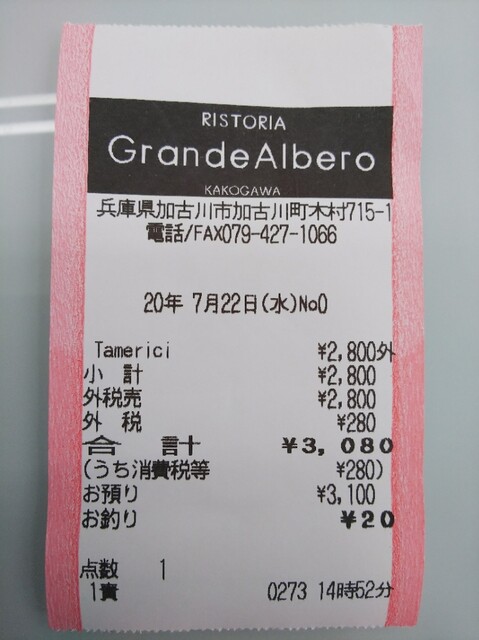 RISTORIA
GrandeAlbero
KAKOGAWA
兵庫県加古川市加古川町木村715-1
電話/FAX079-427-1066
20年 7月22日(水)No0
Tamerici ¥2,800外
小 計 ¥2,800
外税売 ¥2,800
外 税 ¥280
合 計 ¥3,080
(うち消費税等 ¥280)
お預り ¥3,100
お釣り ¥20
点数 1
1責 0273 14時52分